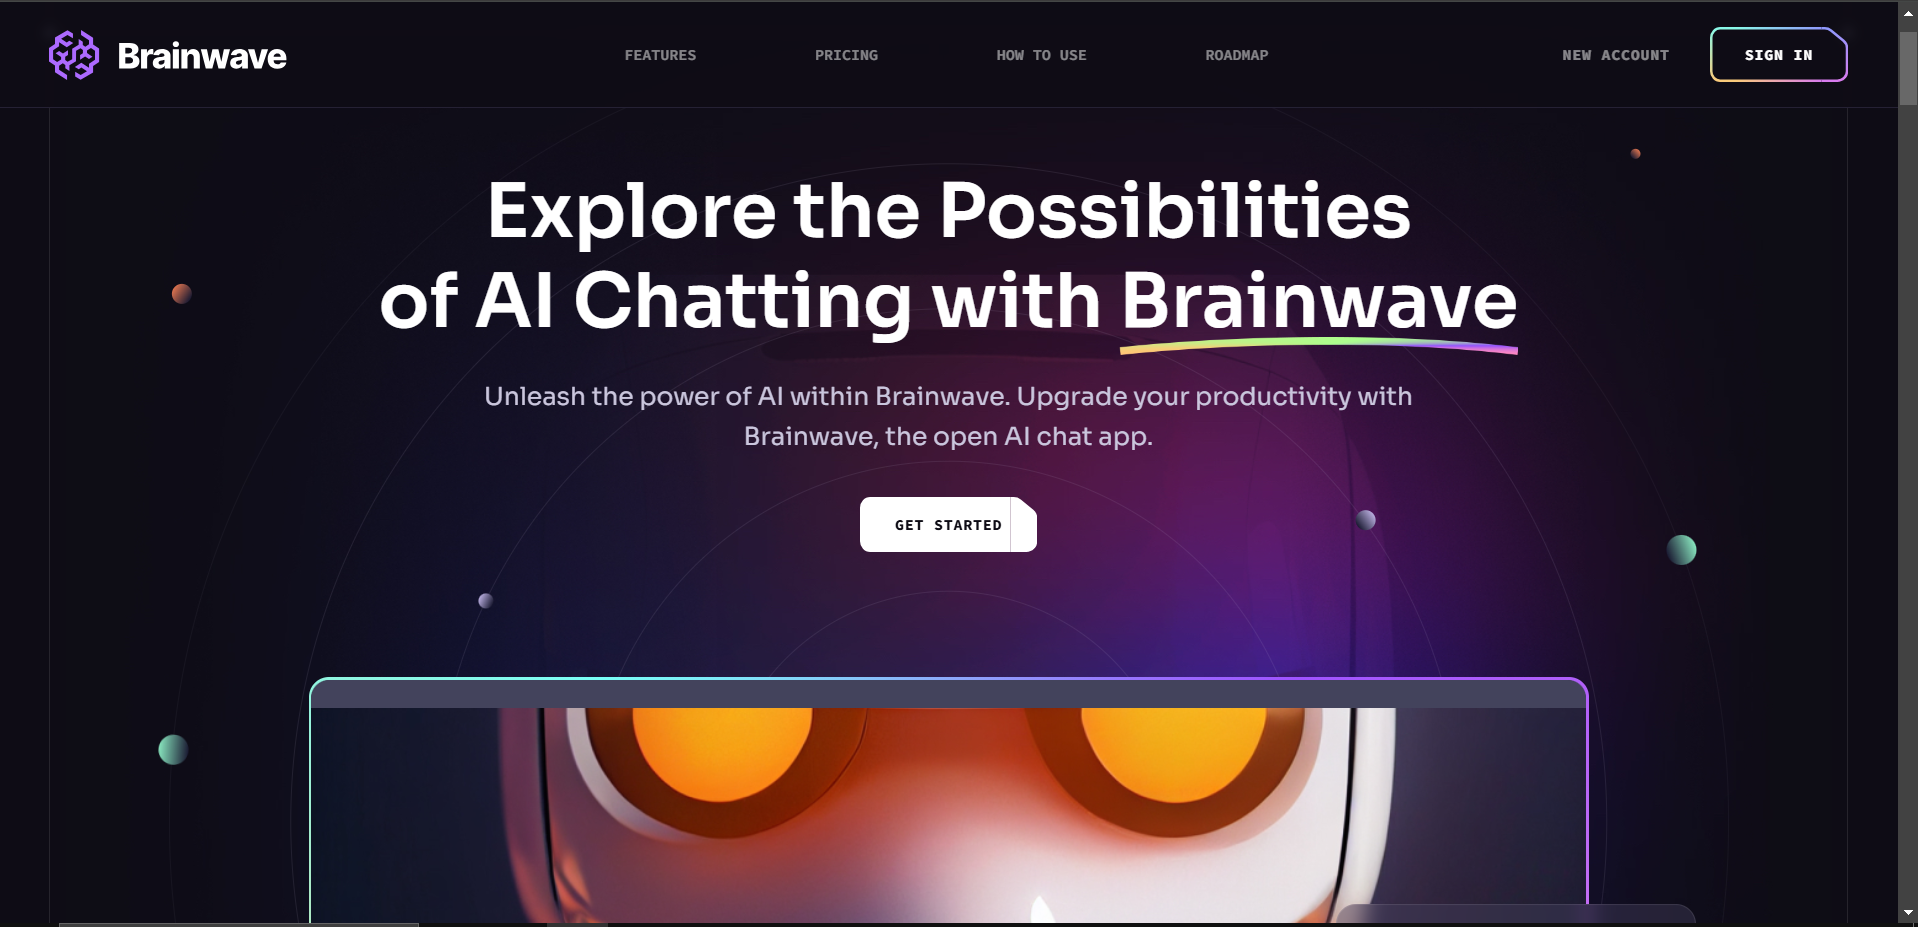 Brainwave
FEATURES
PRICING
HOW TO USE
ROADMAP
NEW ACCOUNT
SIGN IN
Explore the Possibilities
of AI Chatting with Brainwave
Unleash the power of AI within Brainwave. Upgrade your productivity with
Brainwave, the open AI chat app.
GET STARTED